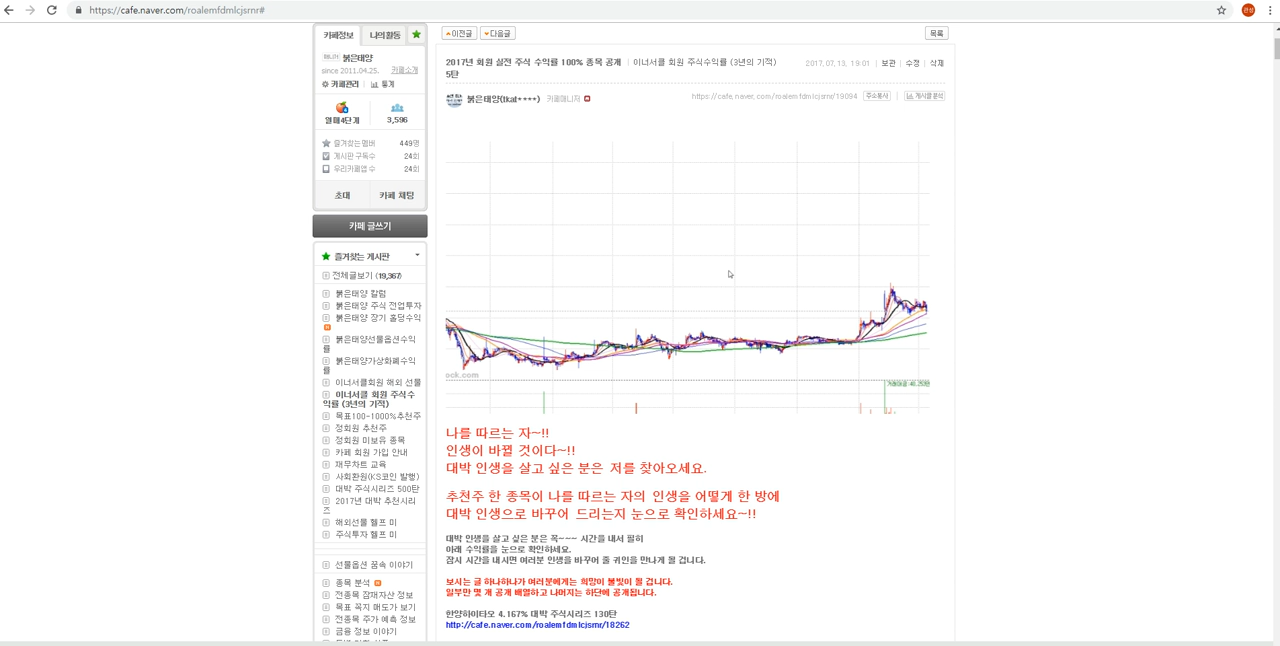 https://cafe.naver.com/roalemfdmlcjsrnr#
카페정보
나의활동
매니저 붉은태양
since 2011.04.25.
카페소개
카페관리
통계
열매4단계
3,596
즐겨찾는 멤버 449명
게시판 구독수 24회
우리카페앱 수 24회
초대
카페 채팅
카페 글쓰기
즐겨찾는 게시판
전체글보기 (19,367)
붉은태양 칼럼
붉은태양 주식 전업투자
붉은태양 장기 홀딩수익
붉은태양선물옵션수익
률
붉은태양가상화폐수익
률
이너서클회원 해외 선물
이너서클 회원 주식수
익률 (3년의 기적)
목표100-1000%추천주
정회원 추천주
정회원 미보유 종목
카페 회원 가입 안내
재무차트 교육
사회환원(KS코인 발행)
대박 주식시리즈 500탄
2017년 대박 추천시리
즈
해외선물 헬프 미
주식투자 헬프 미
선물옵션 꿈속 이야기
종목 분석
전종목 잠재자산 정보
목표 꼭지 매도가 보기
전종목 주가 예측 정보
금융 정보 이야기
이전글
다음글
목록
2017년 회원 실전 주식 수익률 100% 종목 공개
5탄
이너서클 회원 주식수익률 (3년의 기적)
2017. 07. 13. 19:01
보관
수정
삭제
붉은태양(tkat****)
카페매니저
https://cafe.naver.com/roalemfdmlcjsrnr/19094
주소복사
게시글 분석
ock.com
나를 따르는 자~!!
인생이 바뀔 것이다~!!
대박 인생을 살고 싶은 분은 저를 찾아오세요.
추천주 한 종목이 나를 따르는 자의 인생을 어떻게 한 방에
대박 인생으로 바꾸어 드리는지 눈으로 확인하세요~!!
대박 인생을 살고 싶은 분은 꼭~~~ 시간을 내서 필히
아래 수익률을 눈으로 확인하세요.
잠시 시간을 내시면 여러분 인생을 바꾸어 줄 귀인을 만나게 될 겁니다.
보시는 글 하나하나가 여러분에게는 희망이 불빛이 될 겁니다.
일부만 몇 개 공개 배열하고 나머지는 하단에 공개됩니다.
한양하이타오 4,167% 대박 주식시리즈 130탄
http://cafe.naver.com/roalemfdmlcjsrnr/18262